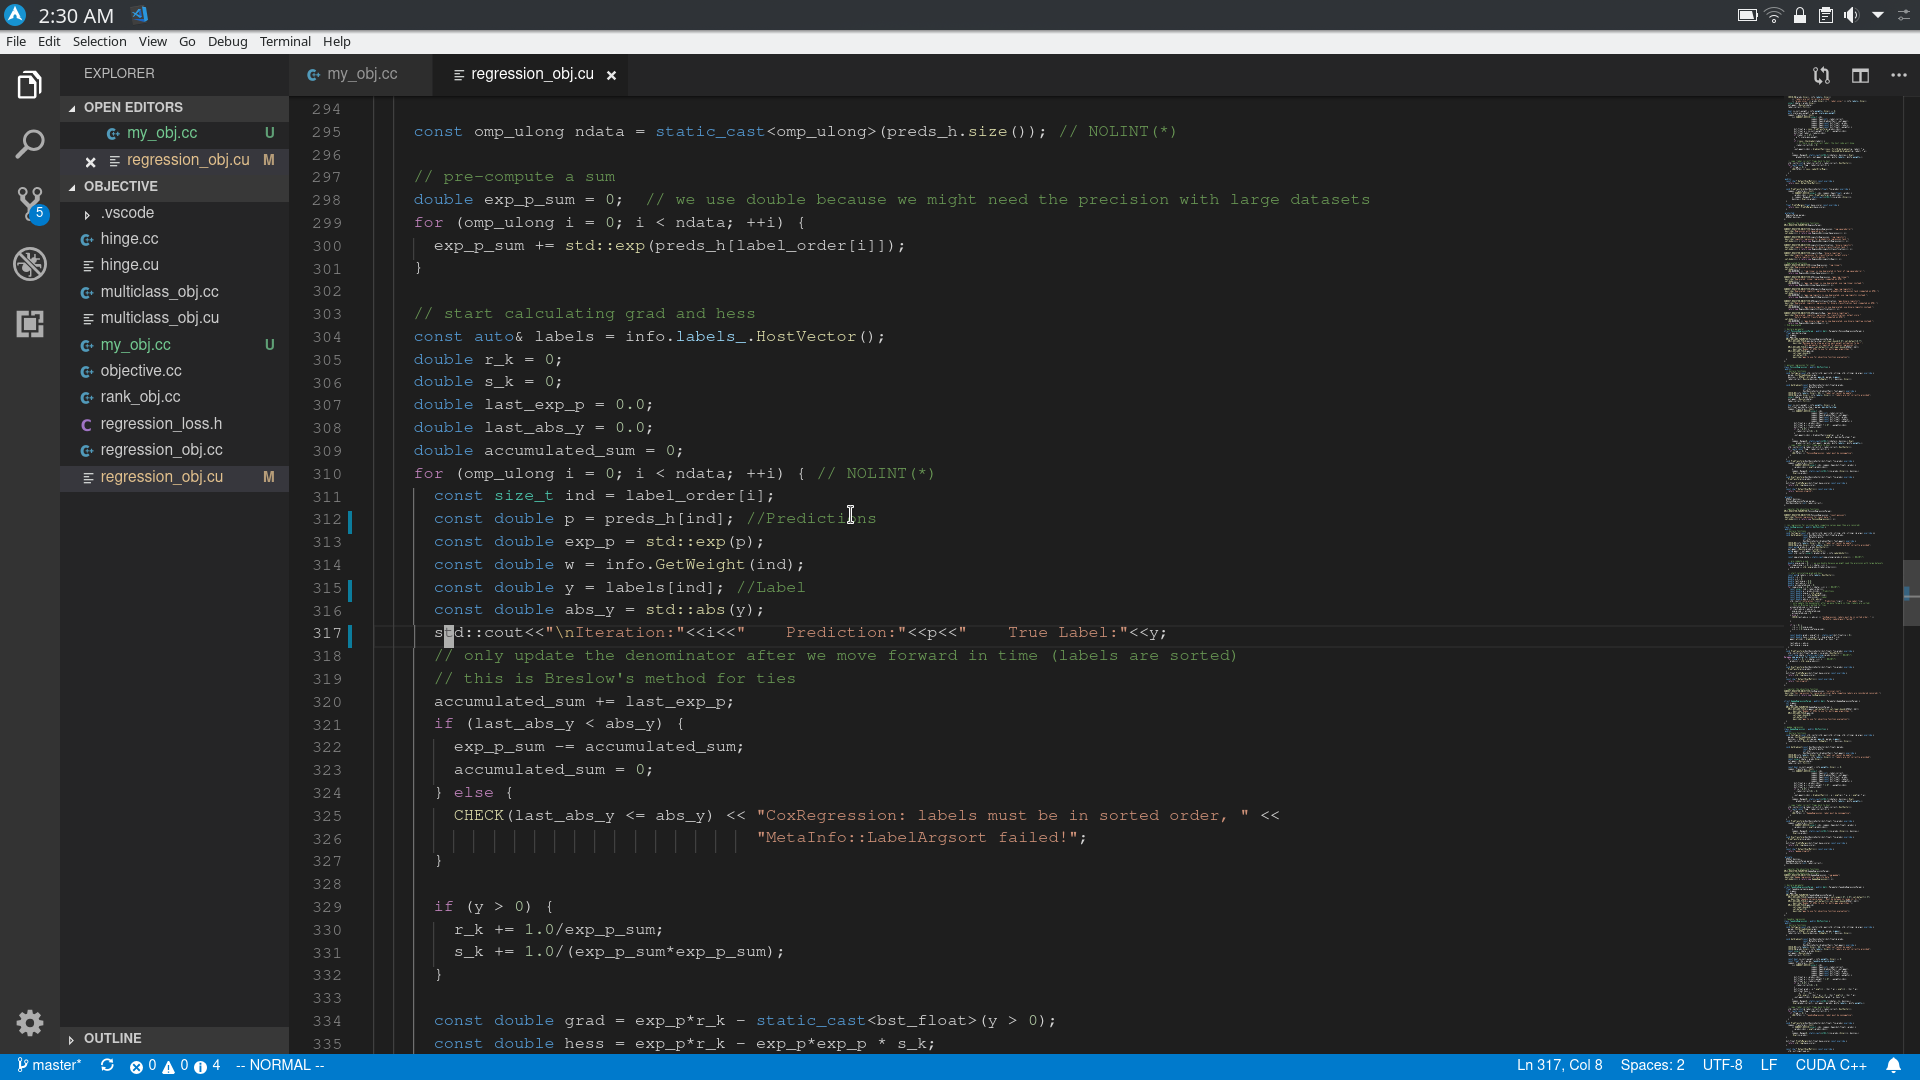 2:30 AM
File Edit Selection View Go Debug Terminal Help
EXPLORER
OPEN EDITORS
my_obj.cc U
regression_obj.cu M
OBJECTIVE
.vscode
hinge.cc
hinge.cu
multiclass_obj.cc
multiclass_obj.cu
my_obj.cc U
objective.cc
rank_obj.cc
regression_loss.h
regression_obj.cc
regression_obj.cu M
OUTLINE
5
my_obj.cc regression_obj.cu
294
295 const omp_ulong ndata = static_cast<omp_ulong>(preds_h.size()); // NOLINT(*)
296
297 // pre-compute a sum
298 double exp_p_sum = 0;  // we use double because we might need the precision with large datasets
299 for (omp_ulong i = 0; i < ndata; ++i) {
300 exp_p_sum += std::exp(preds_h[label_order[i]]);
301 }
302
303 // start calculating grad and hess
304 const auto& labels = info.labels_.HostVector();
305 double r_k = 0;
306 double s_k = 0;
307 double last_exp_p = 0.0;
308 double last_abs_y = 0.0;
309 double accumulated_sum = 0;
310 for (omp_ulong i = 0; i < ndata; ++i) { // NOLINT(*)
311 const size_t ind = label_order[i];
312 const double p = preds_h[ind]; //Predictions
313 const double exp_p = std::exp(p);
314 const double w = info.GetWeight(ind);
315 const double y = labels[ind]; //Label
316 const double abs_y = std::abs(y);
317 std::cout<<"\nIteration:"<<i<<"    Prediction:"<<p<<"    True Label:"<<y;
318 // only update the denominator after we move forward in time (labels are sorted)
319 // this is Breslow's method for ties
320 accumulated_sum += last_exp_p;
321 if (last_abs_y < abs_y) {
322 exp_p_sum -= accumulated_sum;
323 accumulated_sum = 0;
324 } else {
325 CHECK(last_abs_y <= abs_y) << "CoxRegression: labels must be in sorted order, " <<
326 "MetaInfo::LabelArgsort failed!";
327 }
328
329 if (y > 0) {
330 r_k += 1.0/exp_p_sum;
331 s_k += 1.0/(exp_p_sum*exp_p_sum);
332 }
333
334 const double grad = exp_p*r_k - static_cast<bst_float>(y > 0);
335 const double hess = exp_p*r_k - exp_p*exp_p * s_k;
master* 0 0 4 -- NORMAL -- Ln 317, Col 8 Spaces: 2 UTF-8 LF CUDA C++